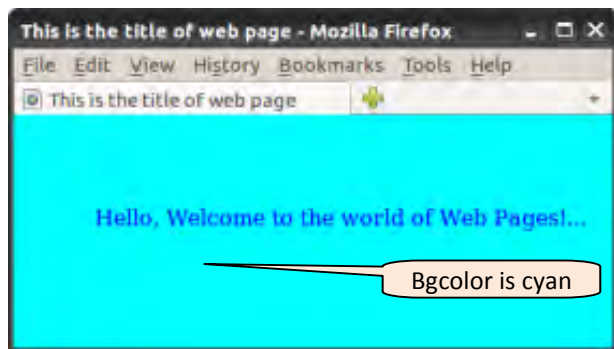 This is the title of web page - Mozilla Firefox
File Edit View History Bookmarks Tools Help
This is the title of web page
Hello, Welcome to the world of Web Pages!...
Bgcolor is cyan